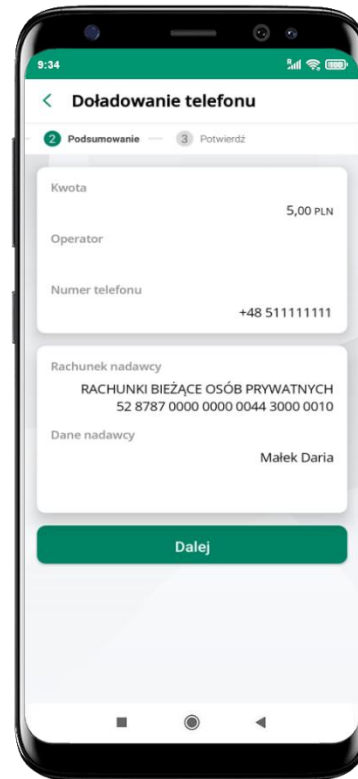 9:34
Doładowanie telefonu
2 Podsumowanie 3 Potwierdź
Kwota
5,00 PLN
Operator
Numer telefonu
+48 511111111
Rachunek nadawcy
RACHUNKI BIEŻĄCE OSÓB PRYWATNYCH
52 8787 0000 0000 0044 3000 0010
Dane nadawcy
Małek Daria
Dalej